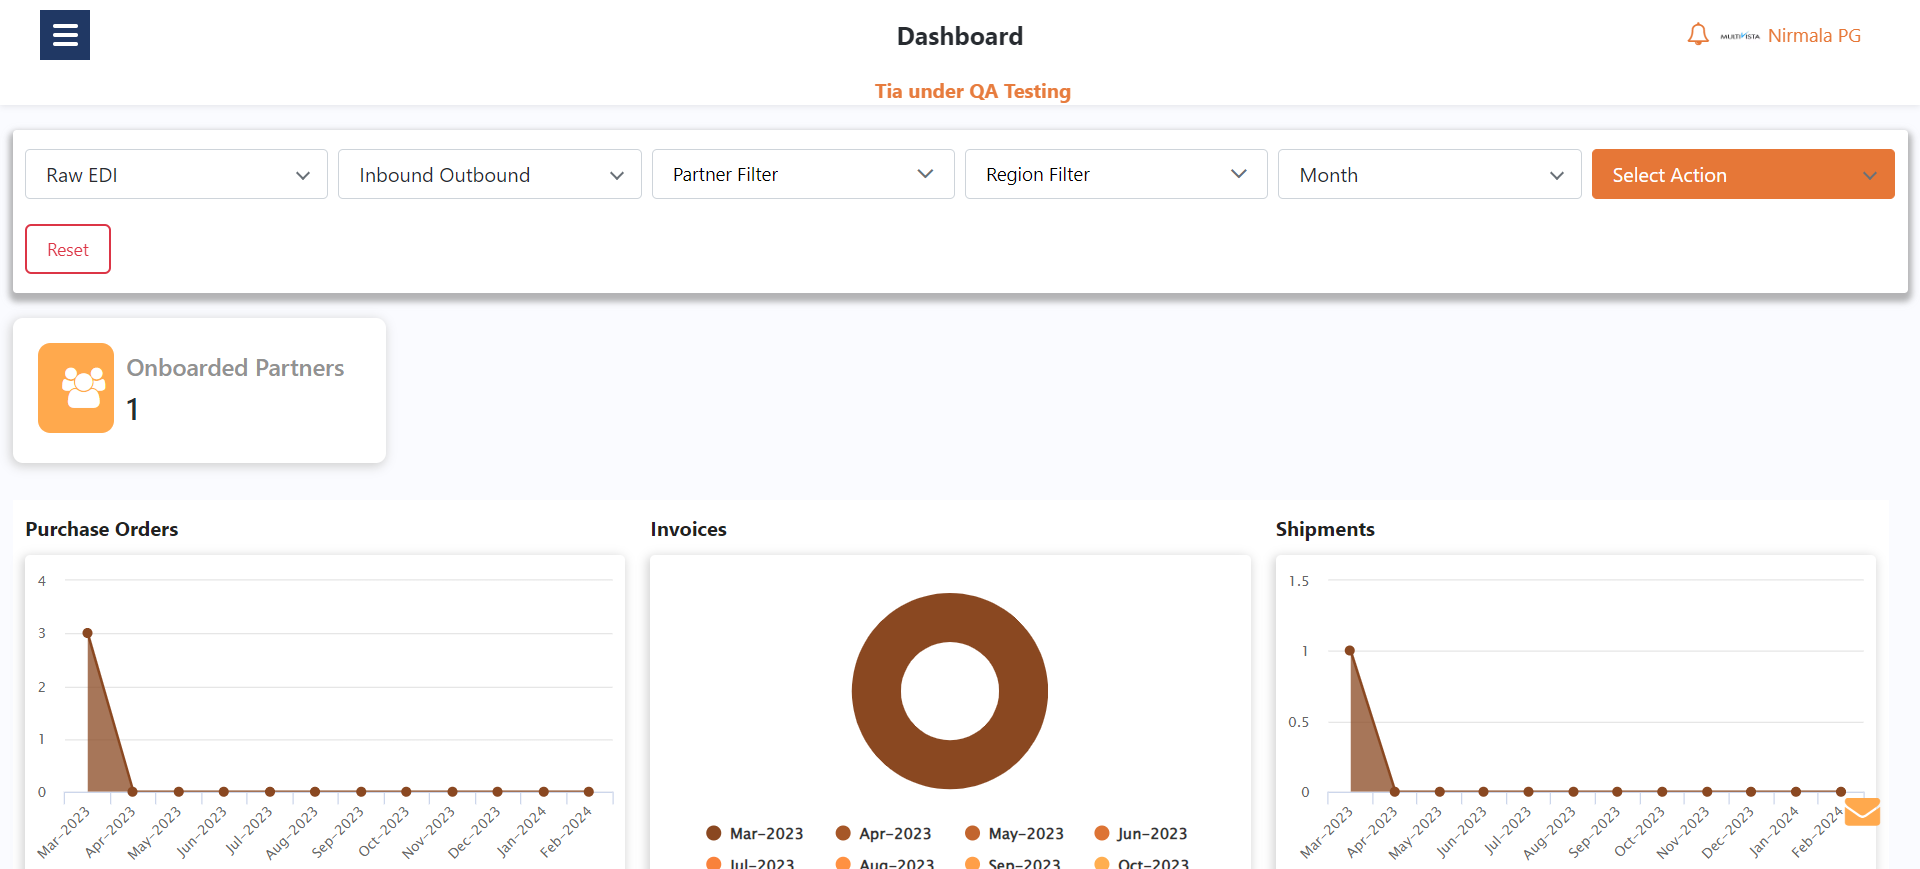 Dashboard
MULTIVISTA Nirmala PG
Tia under QA Testing
Raw EDI
Inbound Outbound
Partner Filter
Region Filter
Month
Select Action
Reset
Onboarded Partners
1
Purchase Orders
4
3
2
1
0
Mar-2023
Apr-2023
May-2023
Jun-2023
Jul-2023
Aug-2023
Sep-2023
Oct-2023
Nov-2023
Dec-2023
Jan-2024
Feb-2024
Invoices
Mar-2023 Apr-2023 May-2023 Jun-2023
Jul-2023 Aug-2023 Sep-2023 Oct-2023
Shipments
1.5
1
0.5
0
Mar-2023
Apr-2023
May-2023
Jun-2023
Jul-2023
Aug-2023
Sep-2023
Oct-2023
Nov-2023
Dec-2023
Jan-2024
Feb-2024